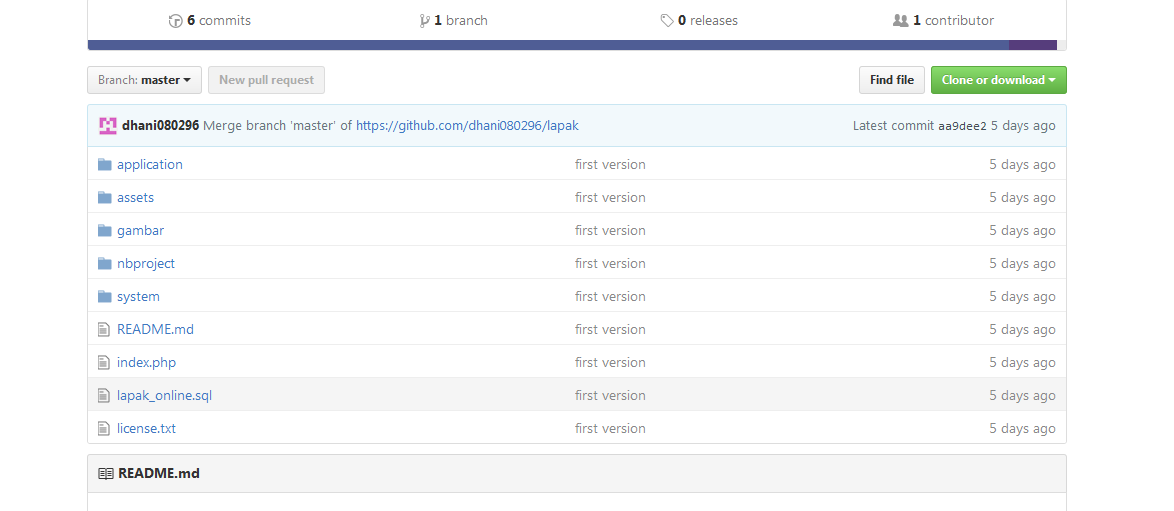 6 commits 1 branch 0 releases 1 contributor
Branch: master New pull request Find file Clone or download
dhani080296 Merge branch 'master' of https://github.com/dhani080296/lapak Latest commit aa9dee2 5 days ago
application first version 5 days ago
assets first version 5 days ago
gambar first version 5 days ago
nbproject first version 5 days ago
system first version 5 days ago
README.md first version 5 days ago
index.php first version 5 days ago
lapak_online.sql first version 5 days ago
license.txt first version 5 days ago
README.md